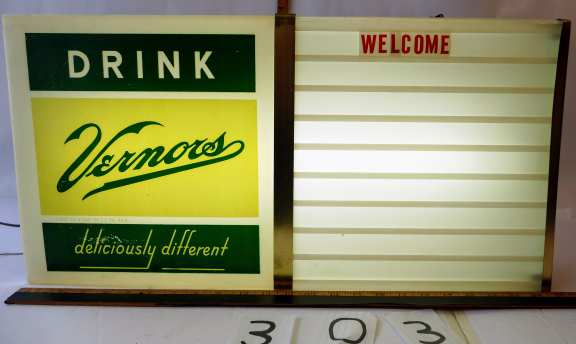 DRINK
Vernors
deliciously different
WELCOME
303